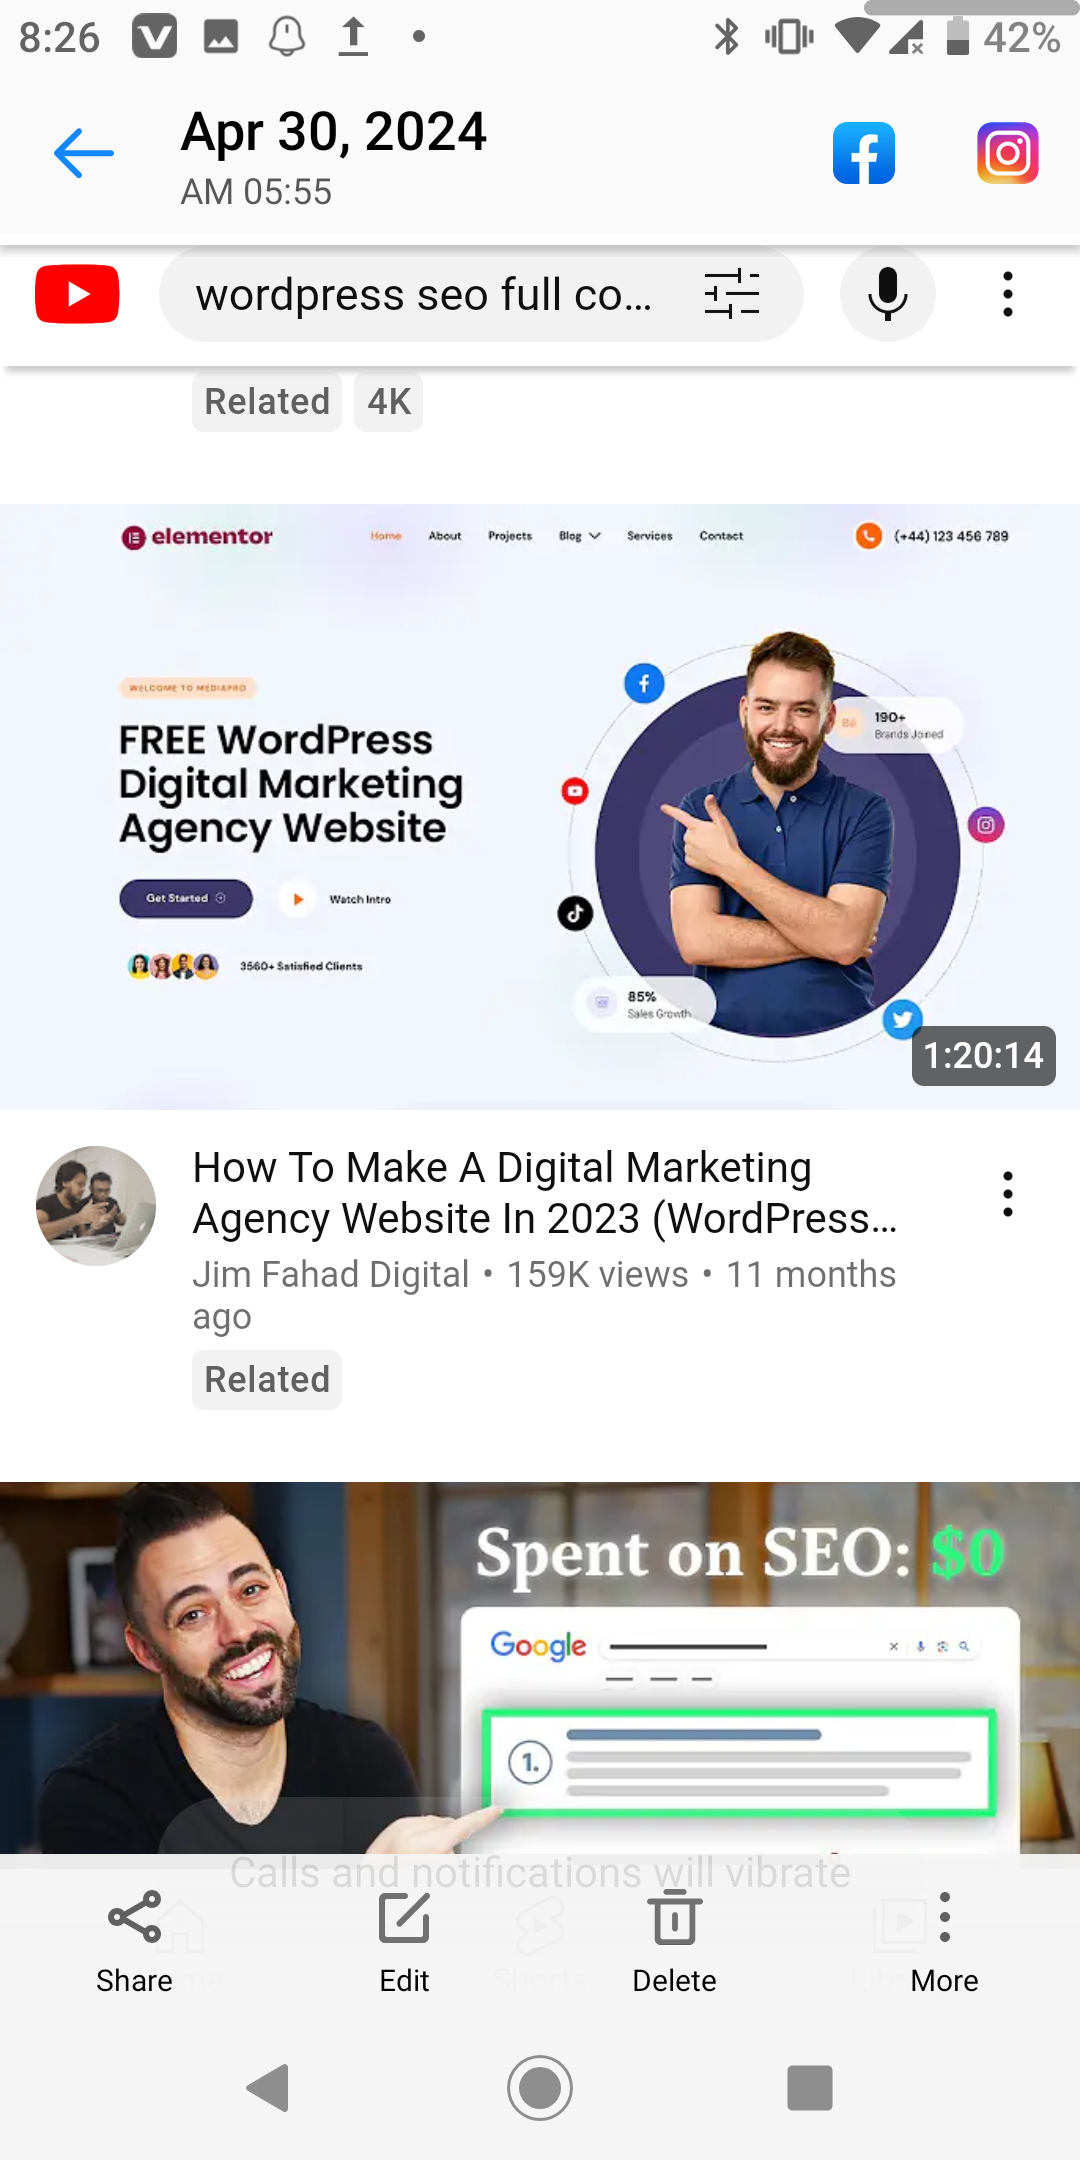 8:26
42%
Apr 30, 2024
AM 05:55
wordpress seo full co...
Related 4K
elementor Home About Projects Blog Services Contact (+44) 123 456 789
WELCOME TO MEDIAPRO
FREE WordPress
Digital Marketing
Agency Website
Get Started Watch Intro
3560+ Satisfied Clients
Bē 190+
Brands Joined
85%
Sales Growth
1:20:14
How To Make A Digital Marketing
Agency Website In 2023 (WordPress...
Jim Fahad Digital • 159K views • 11 months
ago
Related
Spent on SEO: $0
Google
1.
Calls and notifications will vibrate
Share Edit Shorts Delete More